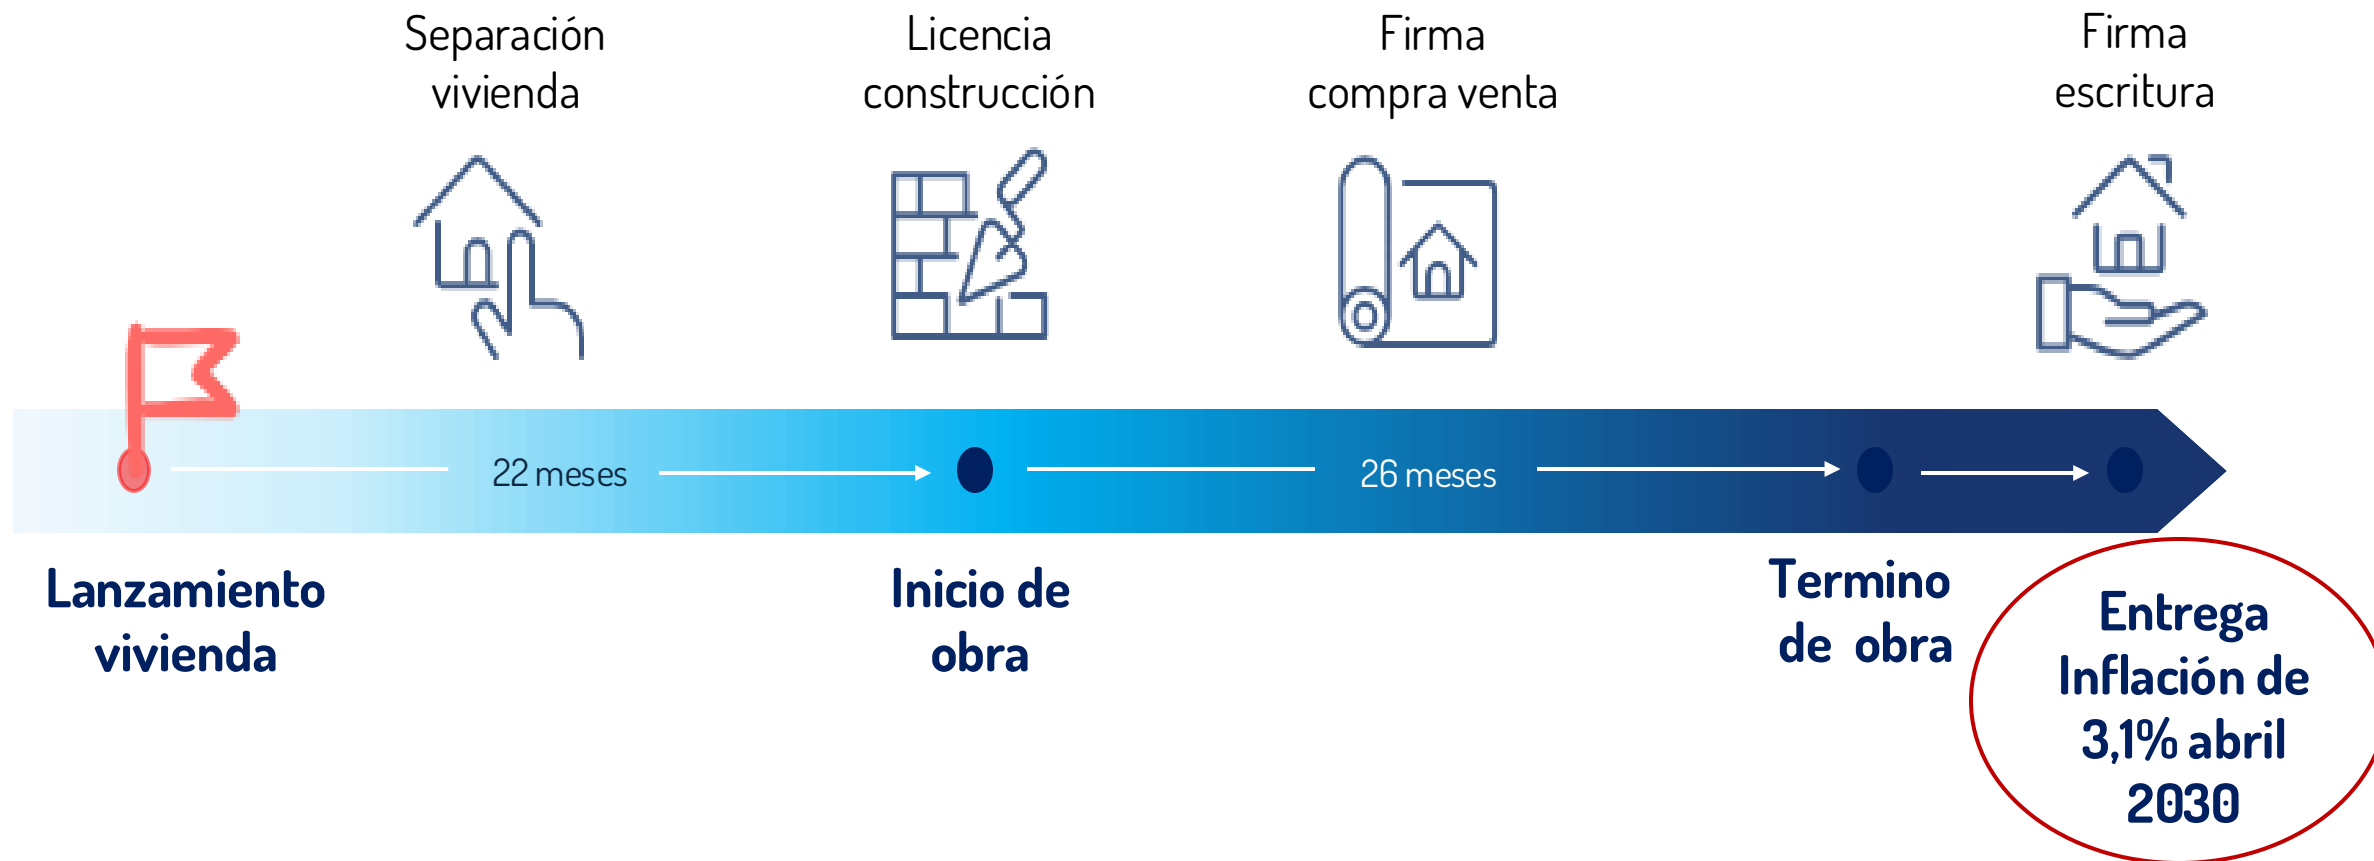 Separación
vivienda
Licencia
construcción
Firma
compra venta
Firma
escritura
22 meses
26 meses
Lanzamiento
vivienda
Inicio de
obra
Termino
de obra
Entrega
Inflación de
3,1% abril
2030